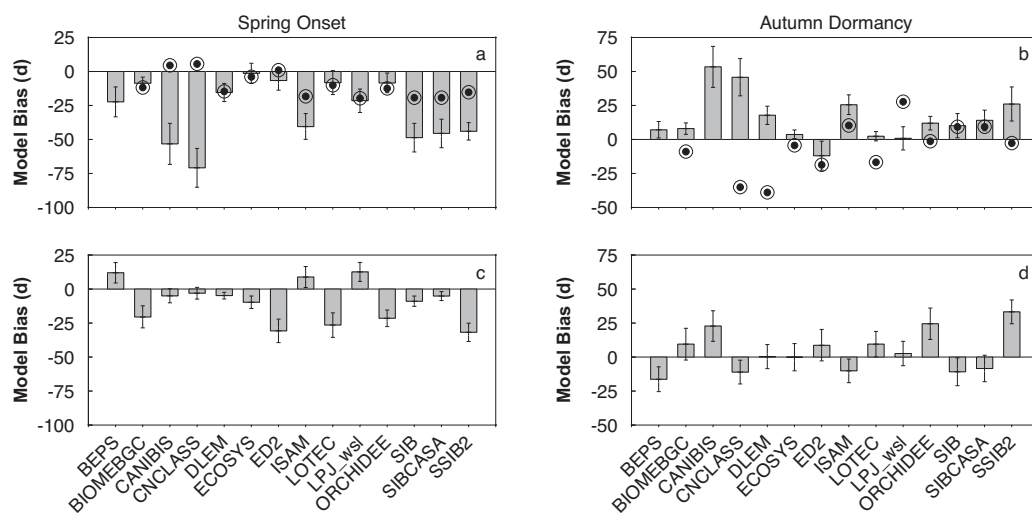 Spring Onset
Autumn Dormancy
25
0
-25
-50
-75
-100
Model Bias (d)
a
75
50
25
0
-25
-50
Model Bias (d)
b
25
0
-25
-50
-75
-100
Model Bias (d)
c
75
50
25
0
-25
-50
Model Bias (d)
d
BEPS
BIOMEBGC
CANIBIS
CNCLASS
DLEM
ECOSYS
ED2
ISAM
LOTEC
LPJ_wsl
ORCHIDEE
SIB
SIBCASA
SSIB2
BEPS
BIOMEBGC
CANIBIS
CNCLASS
DLEM
ECOSYS
ED2
ISAM
LOTEC
LPJ_wsl
ORCHIDEE
SIB
SIBCASA
SSIB2